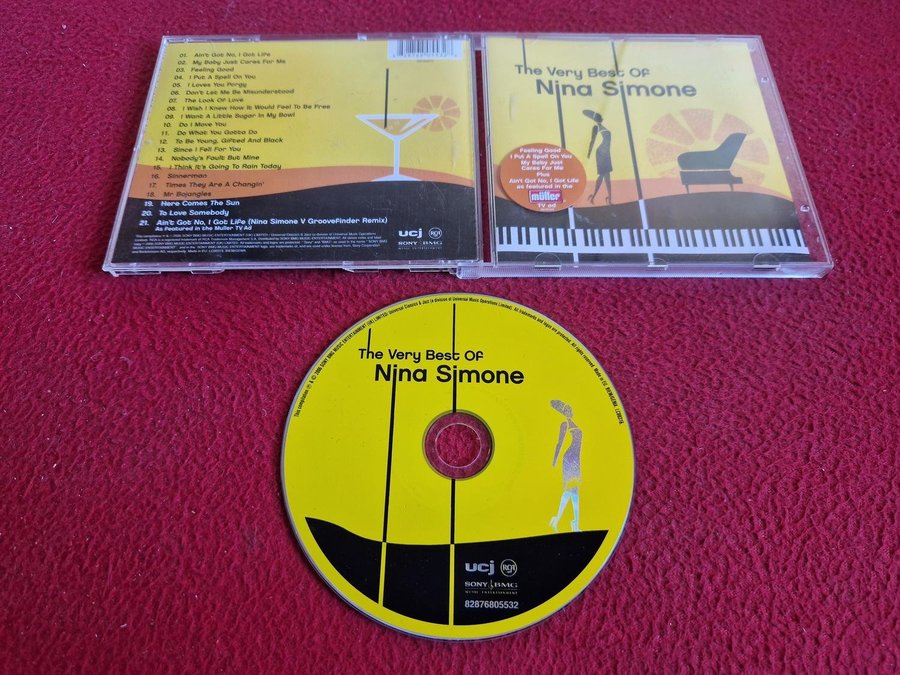 01. Ain't Got No, I Got Life
02. My Baby Just Cares For Me
03. Feeling Good
04. I Put A Spell On You
05. I Loves You Porgy
06. Don't Let Me Be Misunderstood
07. The Look Of Love
08. I Wish I Knew How It Would Feel To Be Free
09. I Want A Little Sugar In My Bowl
10. Do I Move You
11. Do What You Gotta Do
12. To Be Young, Gifted And Black
13. Since I Fell For You
14. Nobody's Fault But Mine
15. I Think It's Going To Rain Today
16. Sinnerman
17. Times They Are A Changin'
18. Mr Bojangles
19. Here Comes The Sun
20. To Love Somebody
21. Ain't Got No, I Got Life (Nina Simone V GrooveFinder Remix)
As Featured in the Muller TV Ad
ucj RCA
SONY BMG
The Very Best Of
Nina Simone
Feeling Good
I Put A Spell On You
My Baby Just
Cares For Me
Plus
Ain't Got No, I Got Life
as featured in the
müller
TV ad
The Very Best Of
Nina Simone
ucj RCA
SONY BMG
MUSIC ENTERTAINMENT
82876805532